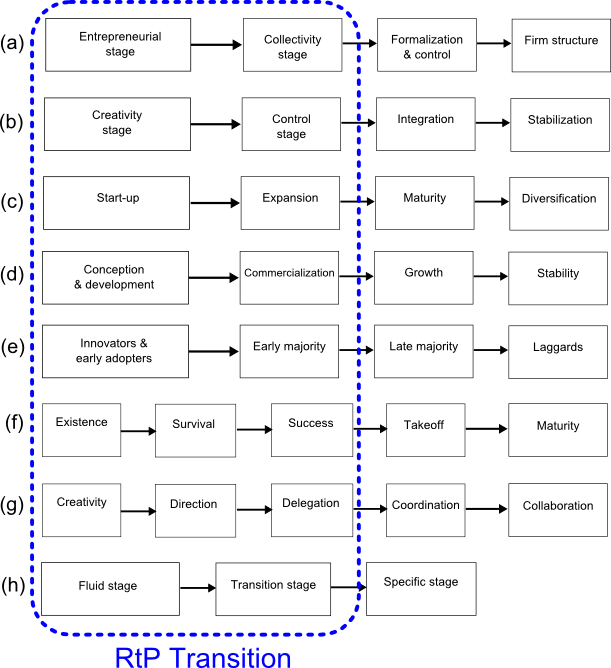 (a)
Entrepreneurial
stage
Collectivity
stage
Formalization
& control
Firm structure
(b)
Creativity
stage
Control
stage
Integration
Stabilization
(c)
Start-up
Expansion
Maturity
Diversification
(d)
Conception
& development
Commercialization
Growth
Stability
(e)
Innovators &
early adopters
Early majority
Late majority
Laggards
(f)
Existence
Survival
Success
Takeoff
Maturity
(g)
Creativity
Direction
Delegation
Coordination
Collaboration
(h)
Fluid stage
Transition stage
Specific stage
RtP Transition